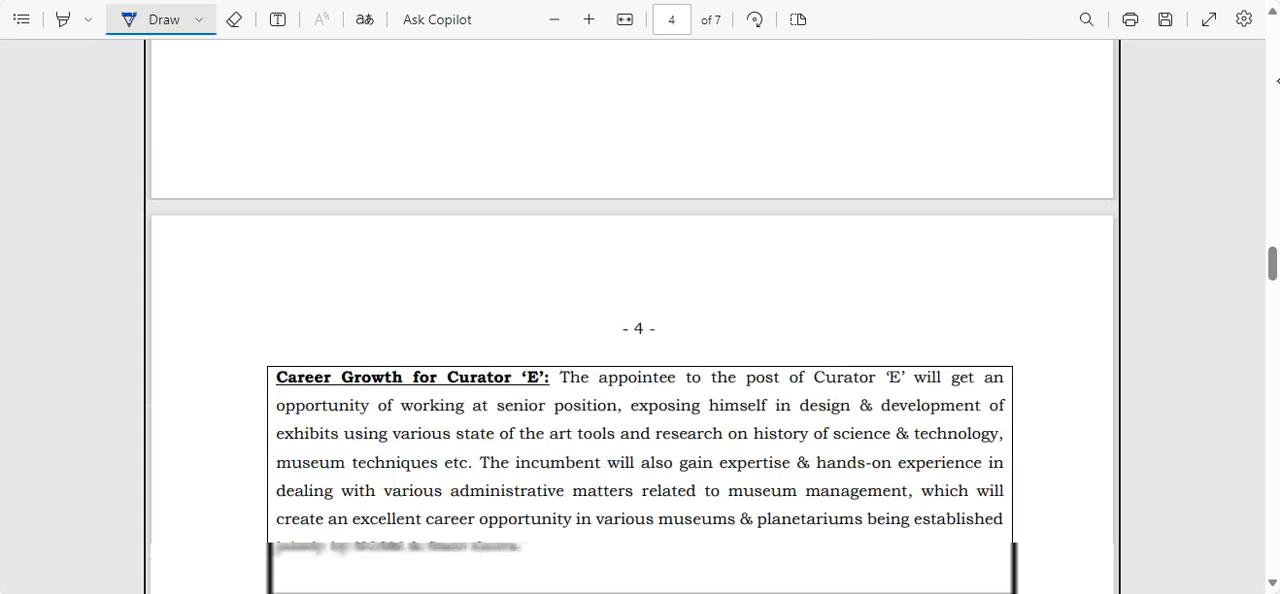 Draw
aあ
Ask Copilot
4
of 7
- 4 -
Career Growth for Curator ‘E’: The appointee to the post of Curator ‘E’ will get an
opportunity of working at senior position, exposing himself in design & development of
exhibits using various state of the art tools and research on history of science & technology,
museum techniques etc. The incumbent will also gain expertise & hands-on experience in
dealing with various administrative matters related to museum management, which will
create an excellent career opportunity in various museums & planetariums being established